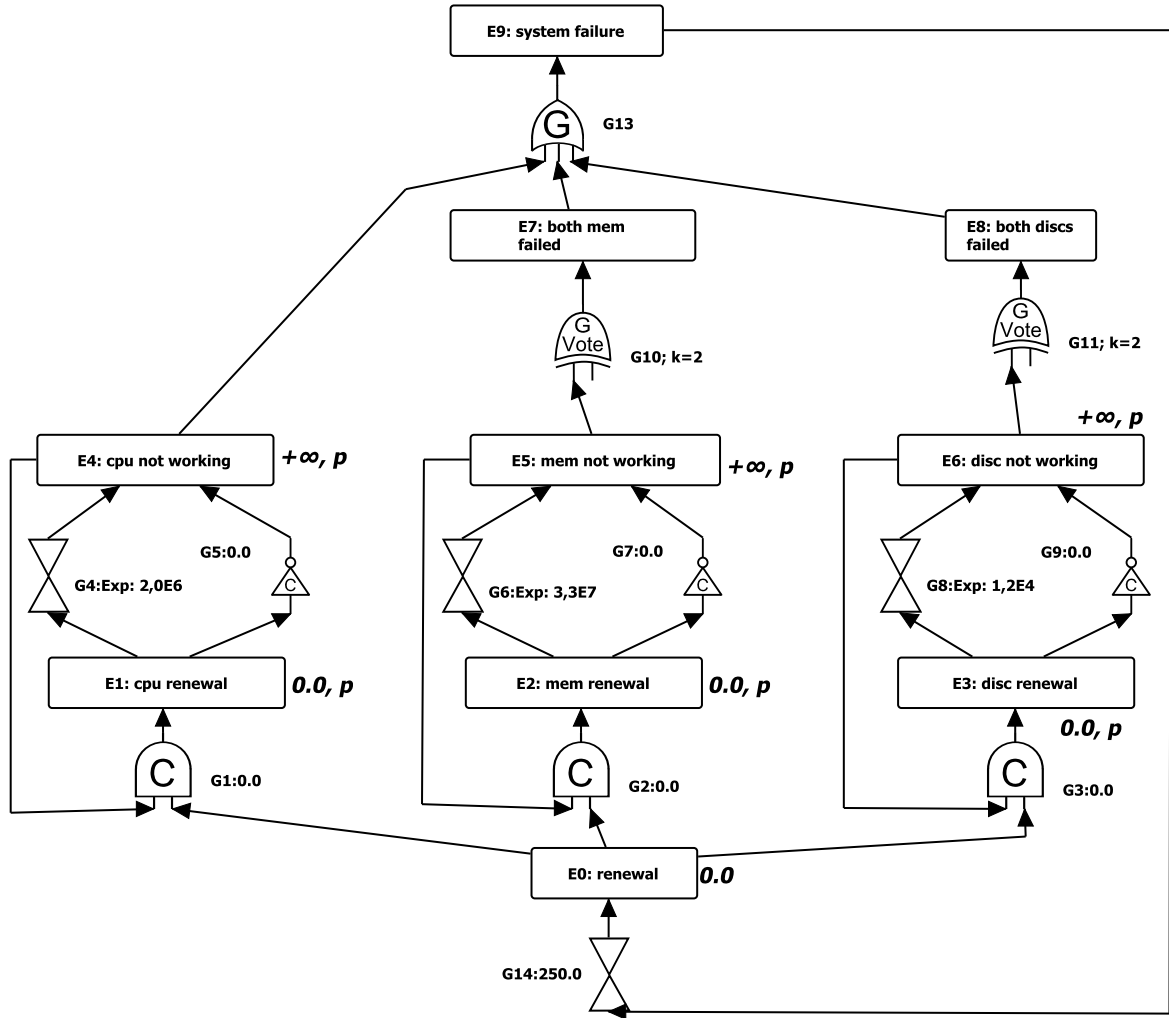 E9: system failure
G
G13
E7: both mem
failed
E8: both discs
failed
G
Vote
G10; k=2
G
Vote
G11; k=2
E4: cpu not working
+∞, p
E5: mem not working
+∞, p
E6: disc not working
+∞, p
G4:Exp: 2,0E6
G5:0.0
C
G6:Exp: 3,3E7
G7:0.0
C
G8:Exp: 1,2E4
G9:0.0
C
E1: cpu renewal
0.0, p
E2: mem renewal
0.0, p
E3: disc renewal
0.0, p
C
G1:0.0
C
G2:0.0
C
G3:0.0
E0: renewal
0.0
G14:250.0